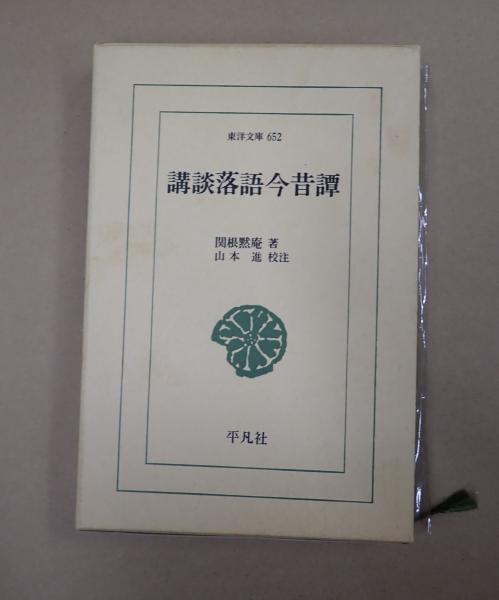 東洋文庫 652
講談落語今昔譚
関根黙庵 著
山本 進 校注
平凡社